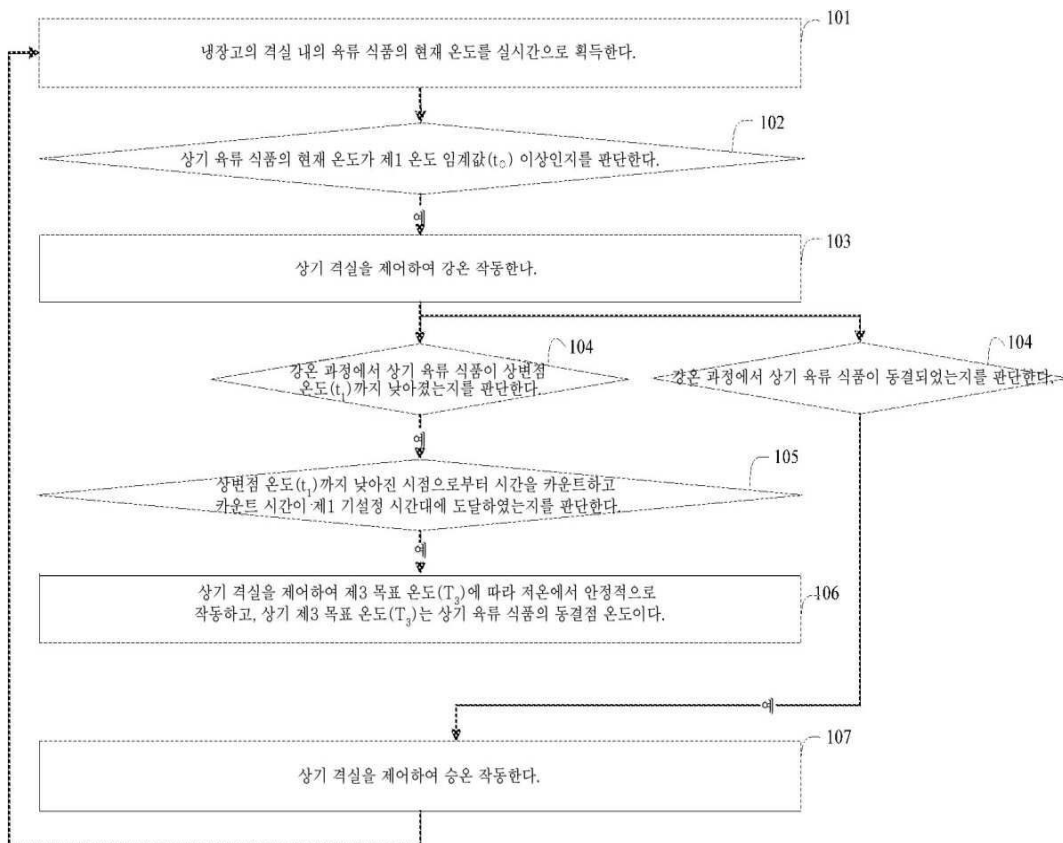 101
냉장고의 격실 내의 육류 식품의 현재 온도를 실시간으로 획득한다.
102
상기 육류 식품의 현재 온도가 제1 온도 임계값(t₀) 이상인지를 판단한다.
예
103
상기 격실을 제어하여 강온 작동한다.
104
강온 과정에서 상기 육류 식품이 상변점
온도(t₁)까지 낮아졌는지를 판단한다.
104
강온 과정에서 상기 육류 식품이 동결되었는지를 판단한다.
예
105
상변점 온도(t₁)까지 낮아진 시점으로부터 시간을 카운트하고
카운트 시간이 제1 기설정 시간대에 도달하였는지를 판단한다.
예
상기 격실을 제어하여 제3 목표 온도(T₃)에 따라 저온에서 안정적으로
작동하고, 상기 제3 목표 온도(T₃)는 상기 육류 식품의 동결점 온도이다.
106
예
107
상기 격실을 제어하여 승온 작동한다.